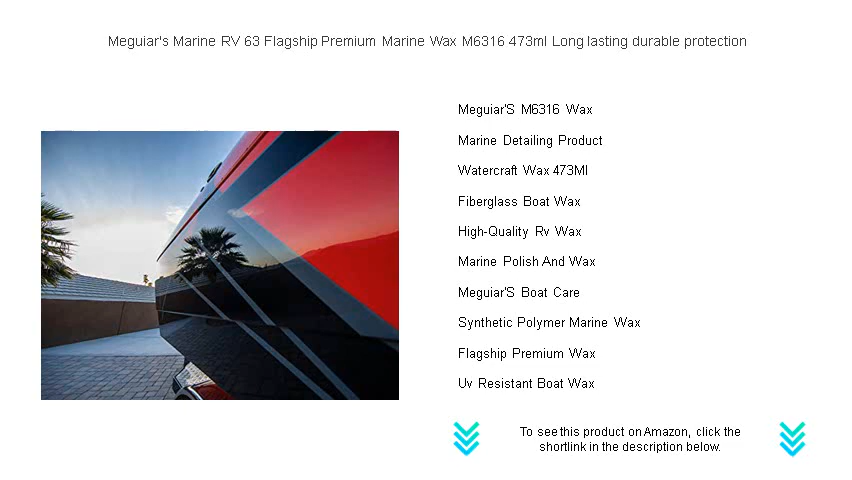 Meguiar's Marine RV 63 Flagship Premium Marine Wax M6316 473ml Long lasting durable protection
Meguiar'S M6316 Wax
Marine Detailing Product
Watercraft Wax 473Ml
Fiberglass Boat Wax
High-Quality Rv Wax
Marine Polish And Wax
Meguiar'S Boat Care
Synthetic Polymer Marine Wax
Flagship Premium Wax
Uv Resistant Boat Wax
To see this product on Amazon, click the
shortlink in the description below.